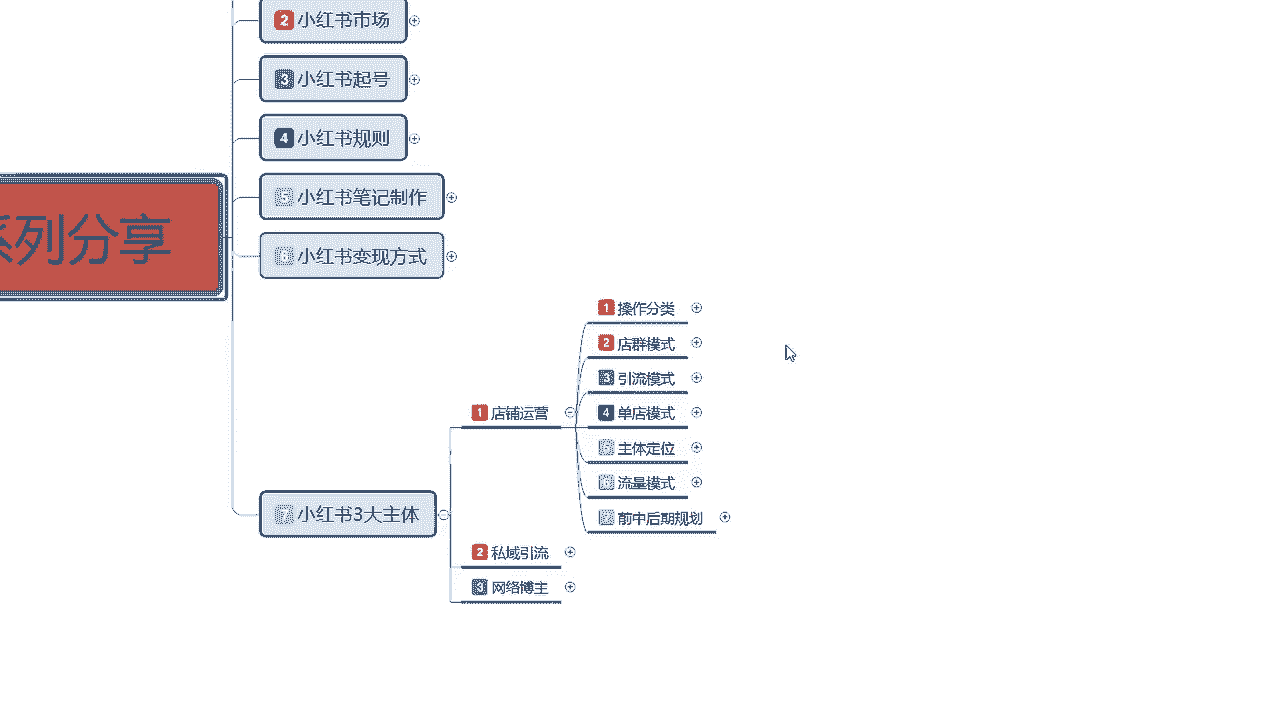 2 小红书市场
3 小红书起号
4 小红书规则
5 小红书笔记制作
系列分享
6 小红书变现方式
7 小红书3大主体
1 店铺运营
1 操作分类
2 店群模式
3 引流模式
4 单店模式
5 主体定位
6 流量模式
7 前中后期规划
2 私域引流
3 网络博主